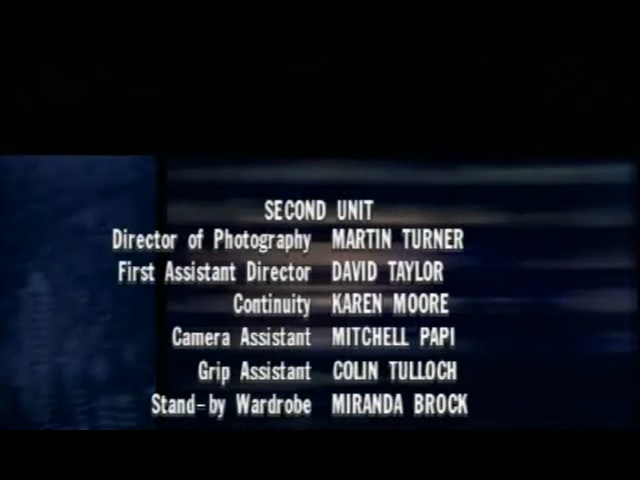 SECOND UNIT
Director of Photography MARTIN TURNER
First Assistant Director DAVID TAYLOR
Continuity KAREN MOORE
Camera Assistant MITCHELL PAPI
Grip Assistant COLIN TULLOCH
Stand-by Wardrobe MIRANDA BROCK